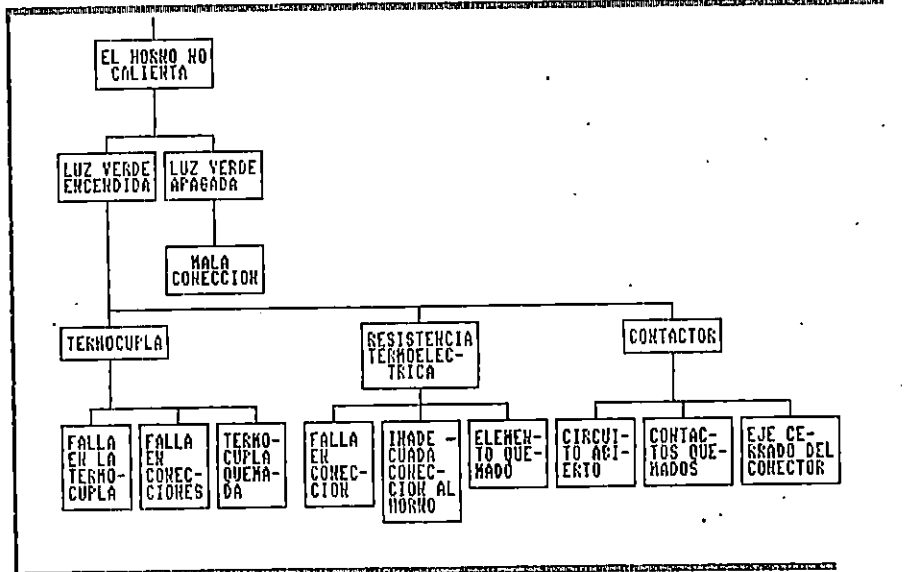 EL HORNO NO
CALIENTA
LUZ VERDE
ENCENDIDA
LUZ VERDE
APAGADA
MALA
CONECCION
TERMOCUPLA
RESISTENCIA
TERMOELEC-
TRICA
CONTACTOR
FALLA
EN LA
TERMO-
CUPLA
FALLA
EN
CONEC-
CIONES
TERMO-
CUPLA
QUEMA-
DA
FALLA
EN
CONEC-
CION
INADE-
CUADA
CONEC-
CION AL
HORNO
ELEMEN-
TO QUE-
MADO
CIRCUI-
TO ABI-
ERTO
CONTAC-
TOS QUE-
MADOS
EJE CE-
RRADO DEL
CONECTOR